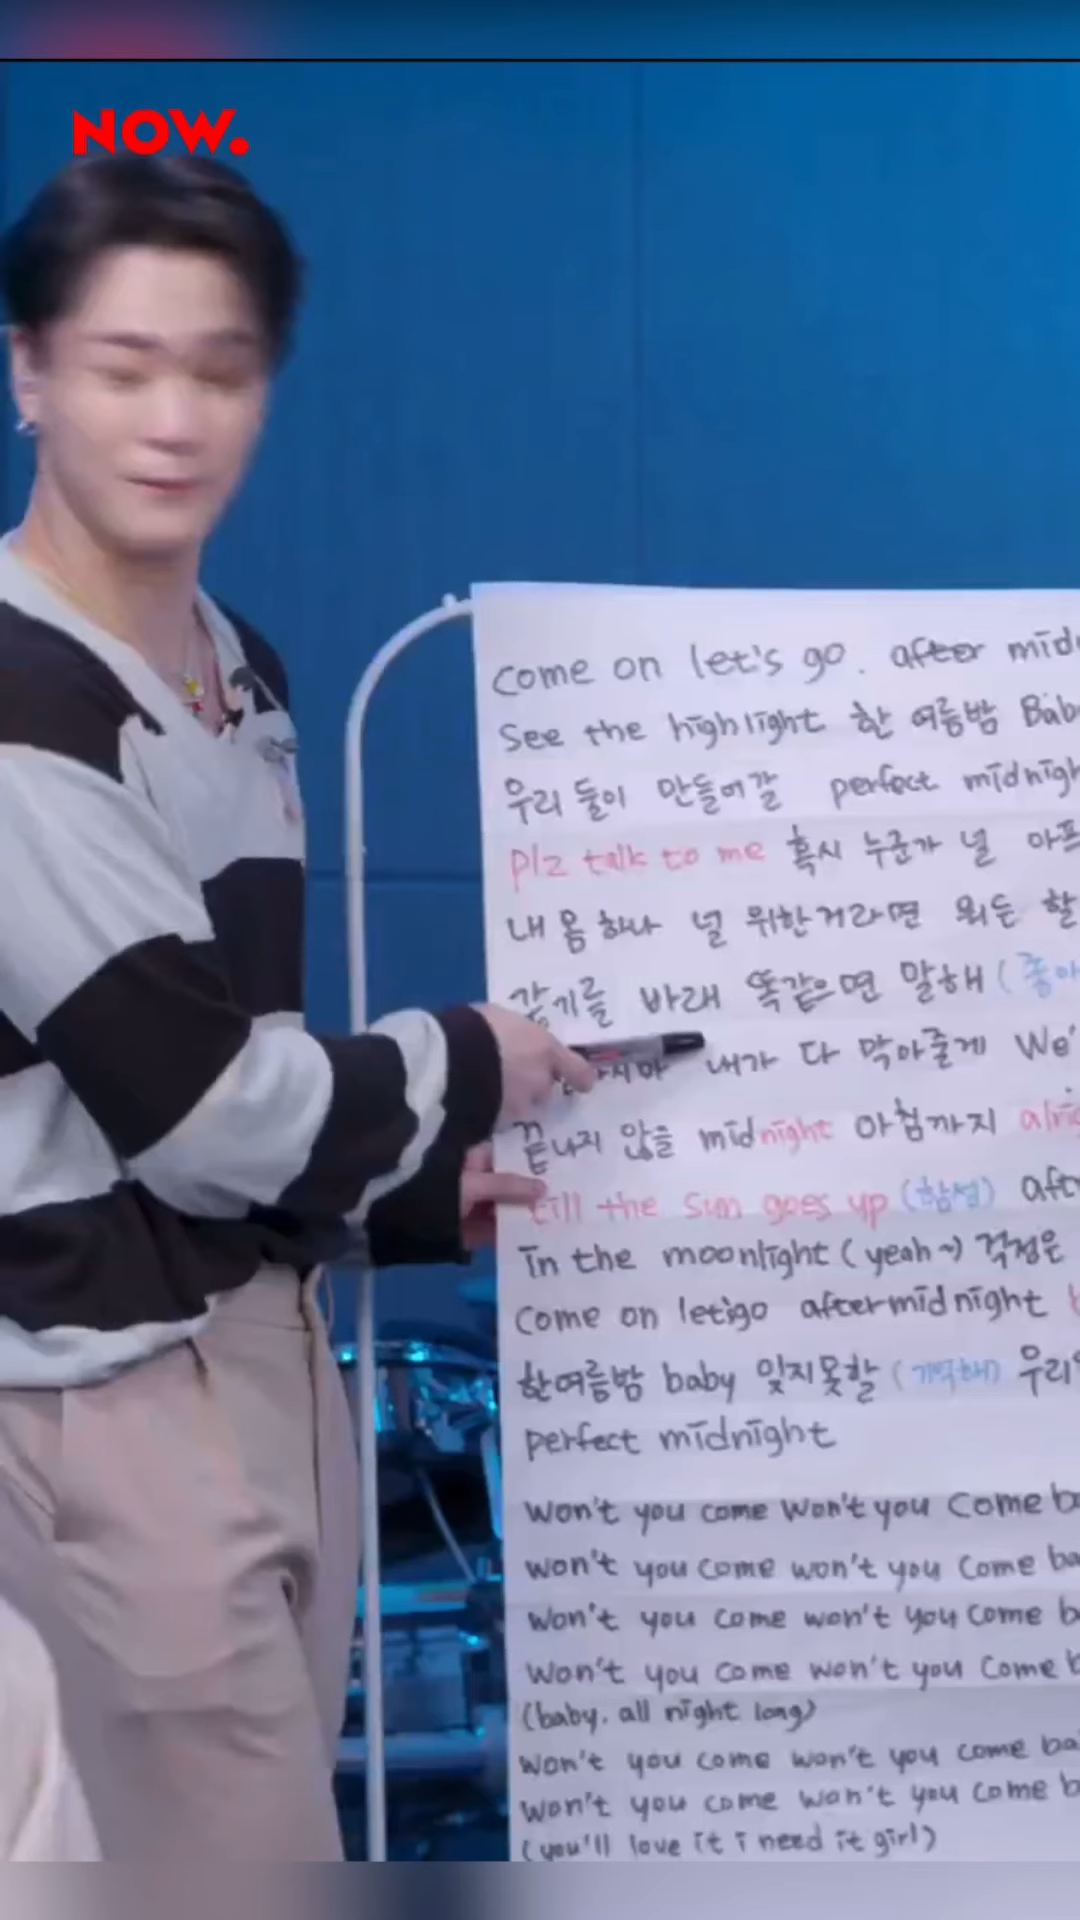 NOW.
Come on let's go. after
See the highlight 한 여름밤
우리 둘이 만들어갈 perfect
plz talk to me 혹시 누군가 널
내 몸 하나 널 위한거라면 뭐든 할
같기를 바래 똑같으면 말해 (
내가 다 막아줄게
끝나지 않을 midnight 아침까지
till the sun goes up (함성)
in the moonlight (yeah~) 걱정은
Come on let'sgo aftermidnight
한여름밤 baby 잊지못할 (기억해)
perfect midnight
Won't you come won't you come
won't you come won't you come
won't you come won't you come
won't you come won't you come
(baby. all night long)
won't you come won't you come
won't you come won't you come
(you'll love it i need it girl)